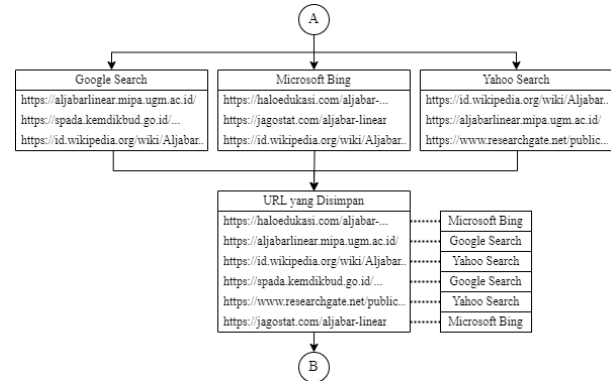 A
Google Search
https://aljabarlinear.mipa.ugm.ac.id/
https://spada.kemdikbud.go.id/...
https://id.wikipedia.org/wiki/Aljabar..
Microsoft Bing
https://haloedukasi.com/aljabar-...
https://jagostat.com/aljabar-linear
https://id.wikipedia.org/wiki/Aljabar..
Yahoo Search
https://id.wikipedia.org/wiki/Aljabar..
https://aljabarlinear.mipa.ugm.ac.id/
https://www.researchgate.net/public...
URL yang Disimpan
https://haloedukasi.com/aljabar-... Microsoft Bing
https://aljabarlinear.mipa.ugm.ac.id/ Google Search
https://id.wikipedia.org/wiki/Aljabar.. Yahoo Search
https://spada.kemdikbud.go.id/... Google Search
https://www.researchgate.net/public... Yahoo Search
https://jagostat.com/aljabar-linear Microsoft Bing
B